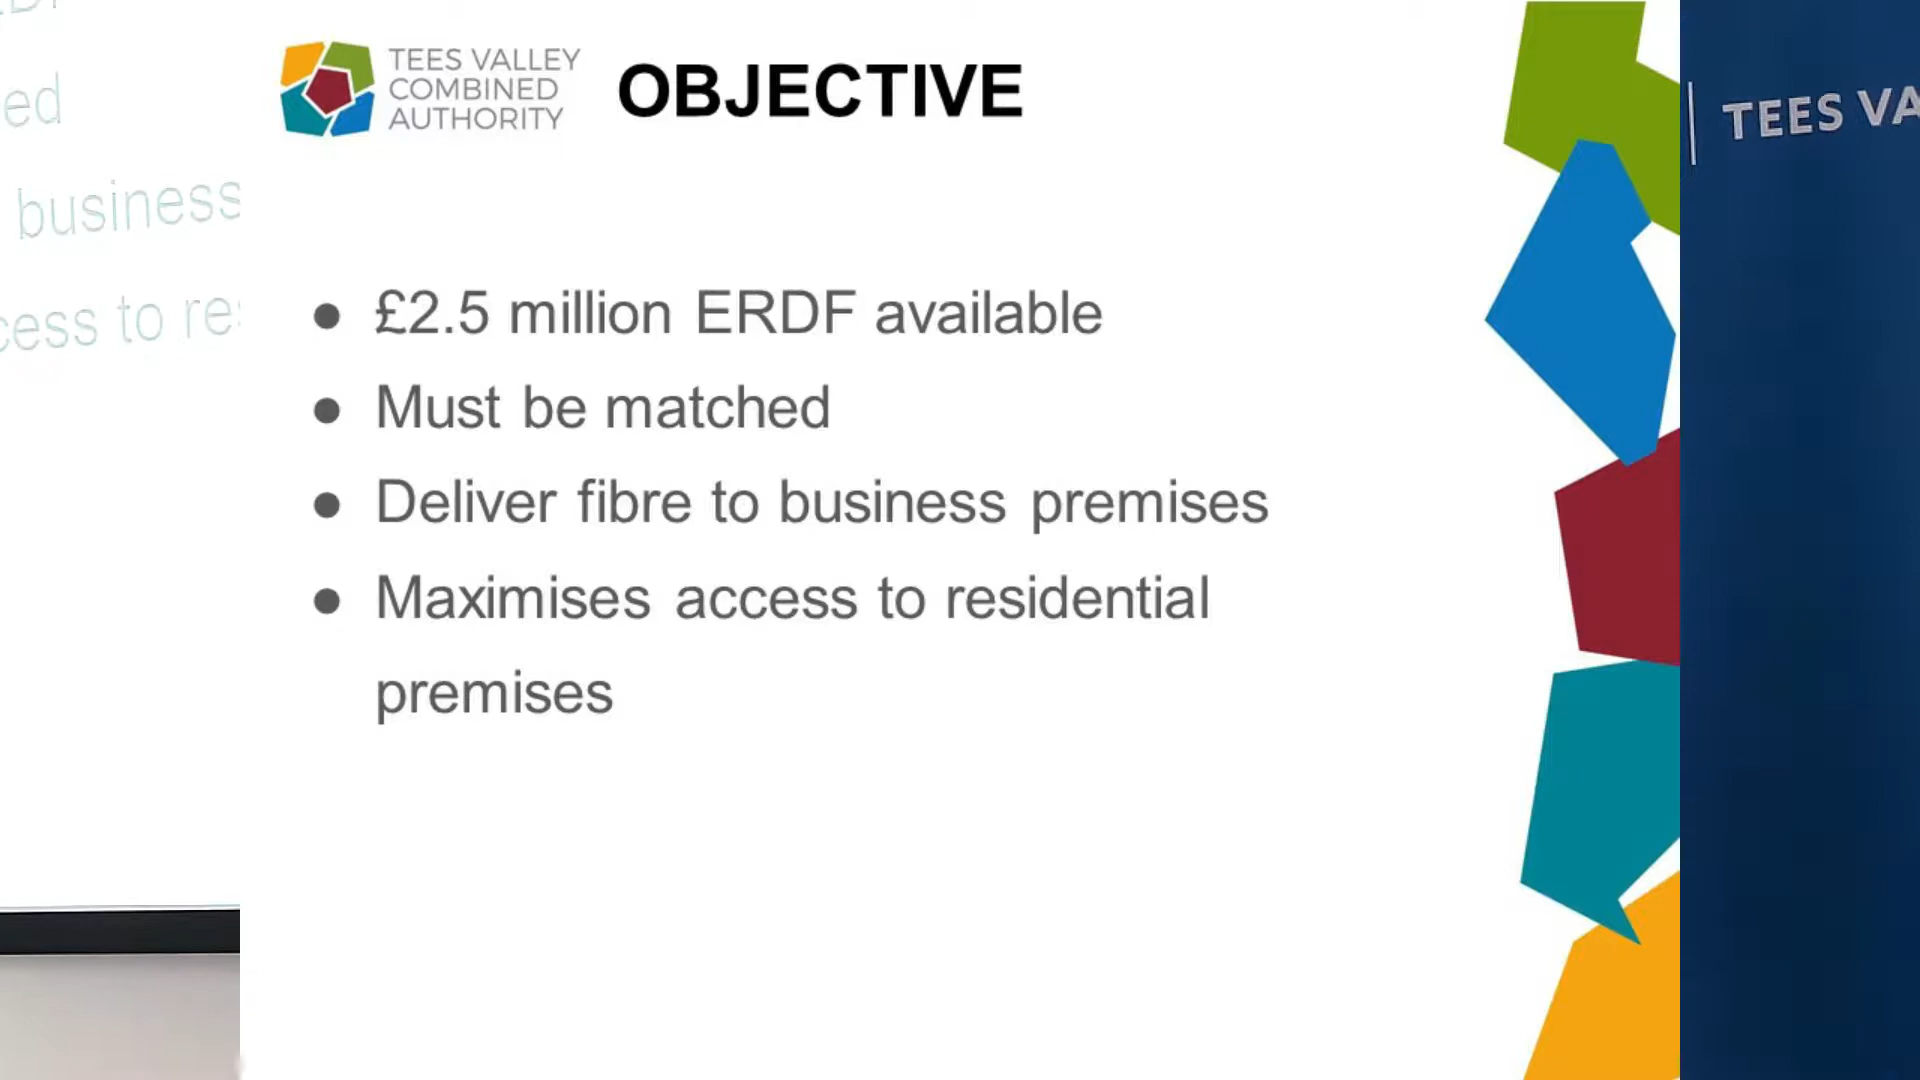 TEES VALLEY
COMBINED
AUTHORITY
OBJECTIVE
● £2.5 million ERDF available
● Must be matched
● Deliver fibre to business premises
● Maximises access to residential
premises
ed
business
cess to re
TEES VA